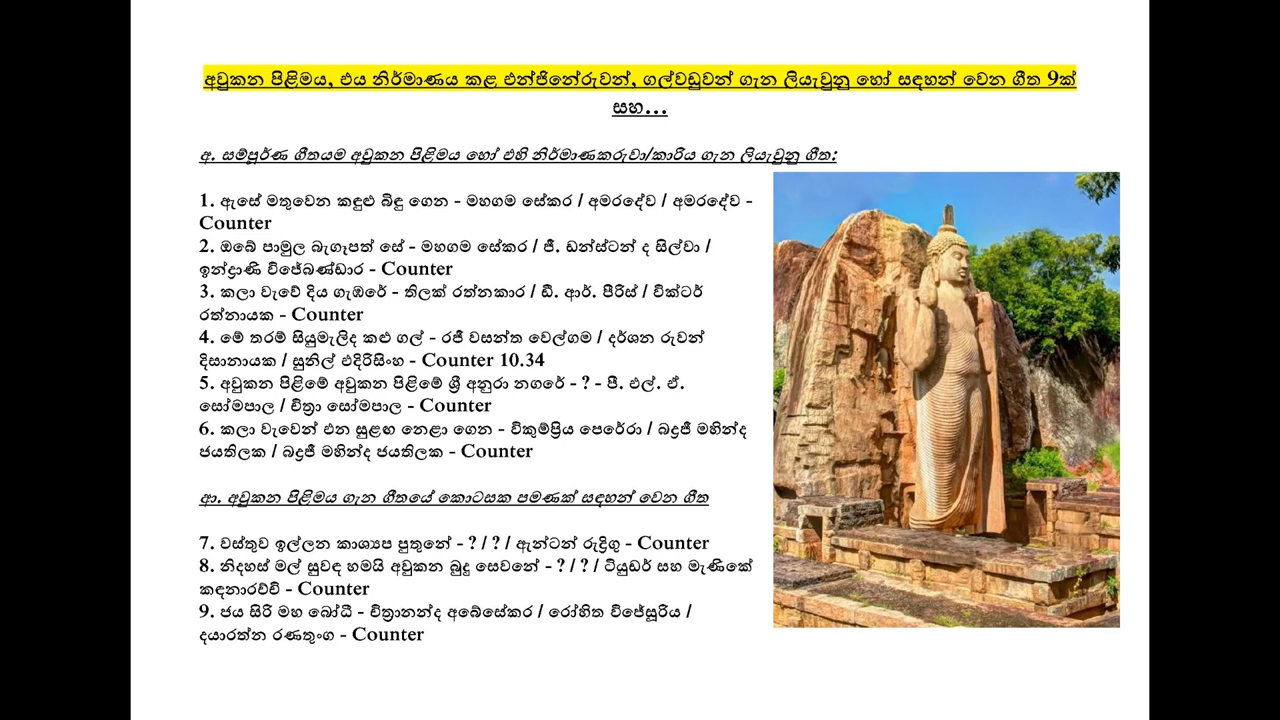 අවුකන පිළිමය, එය නිර්මාණය කළ එන්ජිනේරුවන්, ගල්වඩුවන් ගැන ලියැවුනු හෝ සඳහන් වෙන ගීත 9ක්
සහ...
අ. සම්පූර්ණ ගීතයම අවුකන පිළිමය හෝ එහි නිර්මාණකරුවා/කාරිය ගැන ලියැවුනු ගීත:
1. ඇසේ මතුවෙන කඳුළු බිඳු ගෙන - මහගම සේකර / අමරදේව / අමරදේව -
Counter
2. ඔබේ පාමුල බැගෑපත් සේ - මහගම සේකර / ජී. ඩන්ස්ටන් ද සිල්වා /
ඉන්ද්‍රාණි විජේබණ්ඩාර - Counter
3. කලා වැවේ දිය ගැඹරේ - තිලක් රත්නකාර / ඩී. ආර්. පීරිස් / වික්ටර්
රත්නායක - Counter
4. මේ තරම් සියුමැලිද කළු ගල් - රජී වසන්ත වෙල්ගම / දර්ශන රුවන්
දිසානායක / සුනිල් එදිරිසිංහ - Counter 10.34
5. අවුකන පිළිමේ අවුකන පිළිමේ ශ්‍රී අනුරා නගරේ - ? - පී. එල්. ඒ.
සෝමපාල / චිත්‍රා සෝමපාල - Counter
6. කලා වැවෙන් එන සුළඟ නෙළා ගෙන - විකුම්ප්‍රිය පෙරේරා / බද්‍රජී මහින්ද
ජයතිලක / බද්‍රජී මහින්ද ජයතිලක - Counter
ආ. අවුකන පිළිමය ගැන ගීතයේ කොටසක පමණක් සඳහන් වෙන ගීත
7. වස්තුව ඉල්ලන කාශ්‍යප පුතුනේ - ? / ? / ඇන්ටන් රුද්‍රිගු - Counter
8. නිදහස් මල් සුවඳ හමයි අවුකන බුදු සෙවනේ - ? / ? / ටියුඩර් සහ මැණිකේ
කඳනාරච්චි - Counter
9. ජය සිරි මහ බෝධි - චිත්‍රානන්ද අබේසේකර / රෝහිත විජේසූරිය /
දයාරත්න රණතුංග - Counter